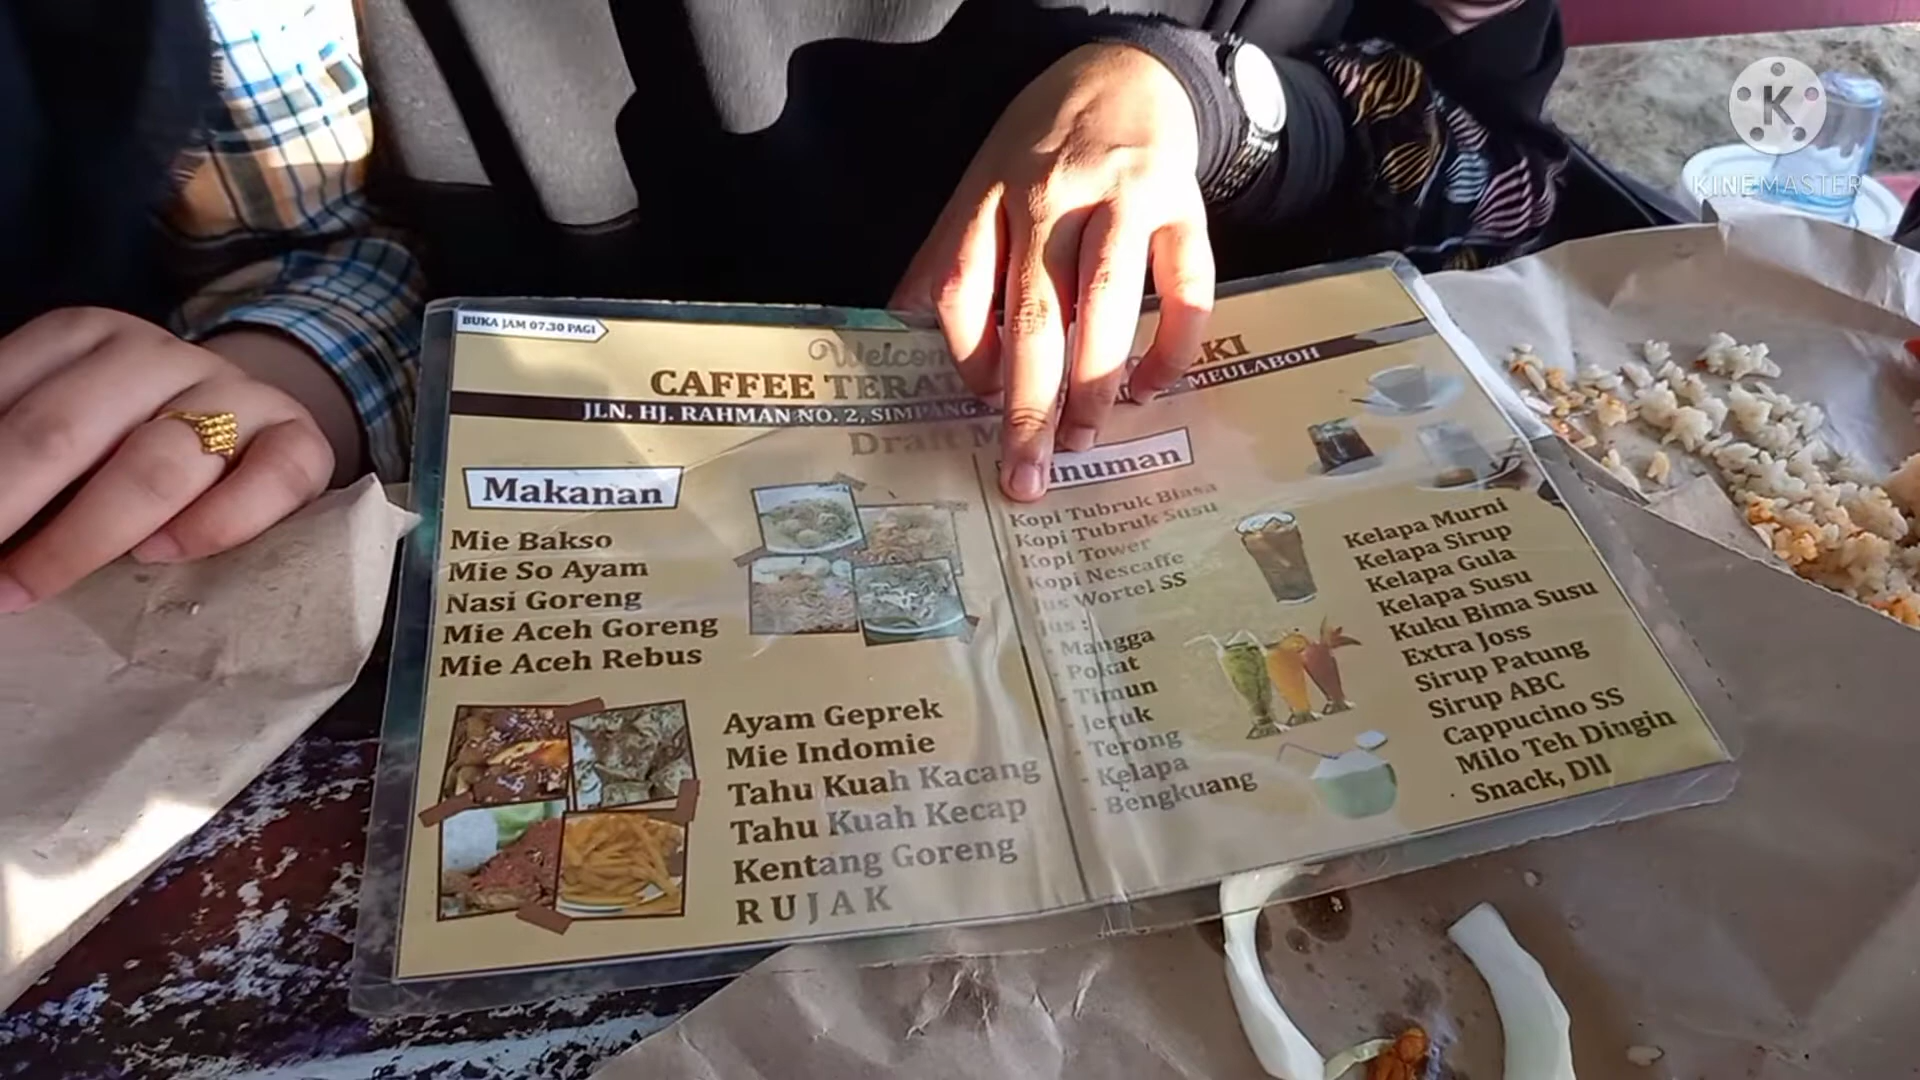 BUKA JAM 07.30 PAGI
Welcom
CAFFEE TERAT
JLN. HJ. RAHMAN NO. 2, SIMPANG MEULABOH
Draft M
Makanan
Mie Bakso
Mie So Ayam
Nasi Goreng
Mie Aceh Goreng
Mie Aceh Rebus
Ayam Geprek
Mie Indomie
Tahu Kuah Kacang
Tahu Kuah Kecap
Kentang Goreng
RUJAK
inuman
Kopi Tubruk Biasa
Kopi Tubruk Susu
Kopi Tower
Kopi Nescaffe
Jus Wortel SS
Jus :
- Mangga
- Pokat
- Timun
- Jeruk
- Terong
- Kelapa
- Bengkuang
Kelapa Murni
Kelapa Sirup
Kelapa Gula
Kelapa Susu
Kuku Bima Susu
Extra Joss
Sirup Patung
Sirup ABC
Cappucino SS
Milo Teh Dingin
Snack, Dll
K
KINEMASTER